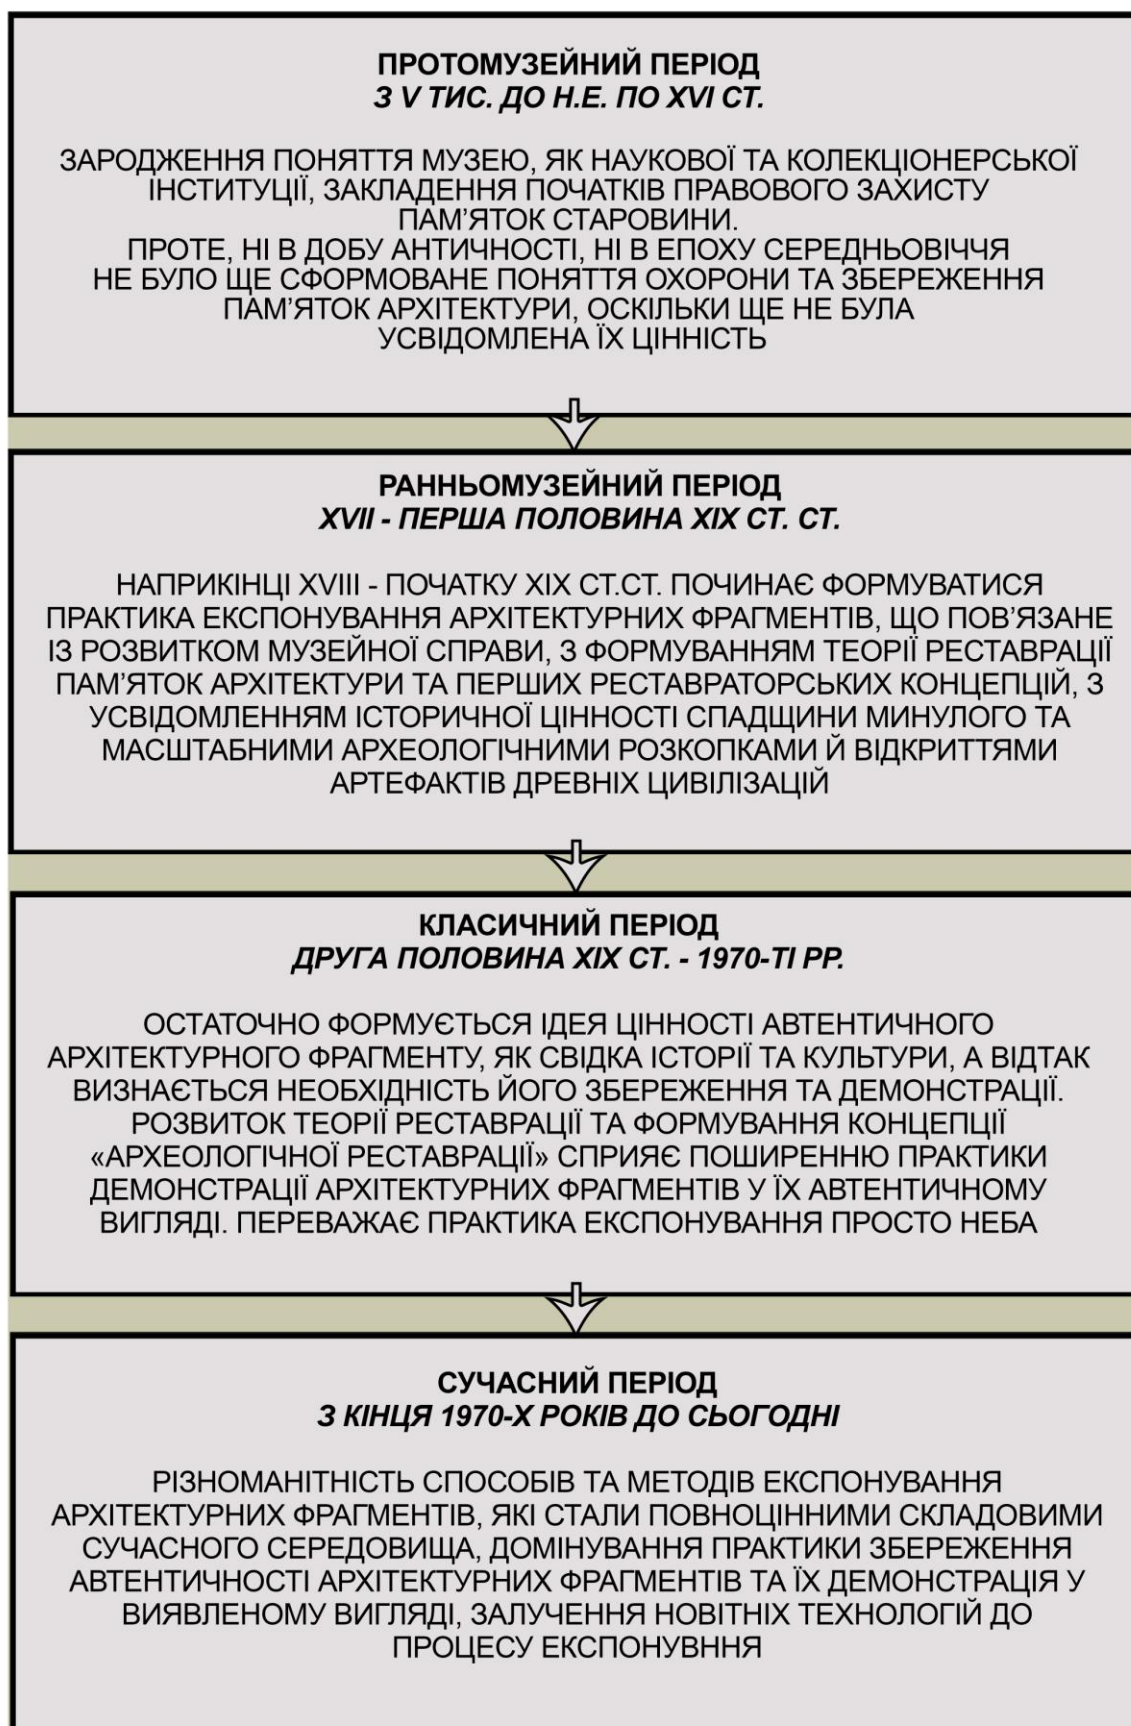 ПРОТОМУЗЕЙНИЙ ПЕРІОД
З V ТИС. ДО Н.Е. ПО XVI СТ.
ЗАРОДЖЕННЯ ПОНЯТТЯ МУЗЕЮ, ЯК НАУКОВОЇ ТА КОЛЕКЦІОНЕРСЬКОЇ
ІНСТИТУЦІЇ, ЗАКЛАДЕННЯ ПОЧАТКІВ ПРАВОВОГО ЗАХИСТУ
ПАМ’ЯТОК СТАРОВИНИ.
ПРОТЕ, НІ В ДОБУ АНТИЧНОСТІ, НІ В ЕПОХУ СЕРЕДНЬОВІЧЧЯ
НЕ БУЛО ЩЕ СФОРМОВАНЕ ПОНЯТТЯ ОХОРОНИ ТА ЗБЕРЕЖЕННЯ
ПАМ’ЯТОК АРХІТЕКТУРИ, ОСКІЛЬКИ ЩЕ НЕ БУЛА
УСВІДОМЛЕНА ЇХ ЦІННІСТЬ
РАННЬОМУЗЕЙНИЙ ПЕРІОД
XVII - ПЕРША ПОЛОВИНА XIX СТ. СТ.
НАПРИКІНЦІ XVIII - ПОЧАТКУ XIX СТ.СТ. ПОЧИНАЄ ФОРМУВАТИСЯ
ПРАКТИКА ЕКСПОНУВАННЯ АРХІТЕКТУРНИХ ФРАГМЕНТІВ, ЩО ПОВ’ЯЗАНЕ
ІЗ РОЗВИТКОМ МУЗЕЙНОЇ СПРАВИ, З ФОРМУВАННЯМ ТЕОРІЇ РЕСТАВРАЦІЇ
ПАМ’ЯТОК АРХІТЕКТУРИ ТА ПЕРШИХ РЕСТАВРАТОРСЬКИХ КОНЦЕПЦІЙ, З
УСВІДОМЛЕННЯМ ІСТОРИЧНОЇ ЦІННОСТІ СПАДЩИНИ МИНУЛОГО ТА
МАСШТАБНИМИ АРХЕОЛОГІЧНИМИ РОЗКОПКАМИ Й ВІДКРИТТЯМИ
АРТЕФАКТІВ ДРЕВНІХ ЦИВІЛІЗАЦІЙ
КЛАСИЧНИЙ ПЕРІОД
ДРУГА ПОЛОВИНА XIX СТ. - 1970-ТІ РР.
ОСТАТОЧНО ФОРМУЄТЬСЯ ІДЕЯ ЦІННОСТІ АВТЕНТИЧНОГО
АРХІТЕКТУРНОГО ФРАГМЕНТУ, ЯК СВІДКА ІСТОРІЇ ТА КУЛЬТУРИ, А ВІДТАК
ВИЗНАЄТЬСЯ НЕОБХІДНІСТЬ ЙОГО ЗБЕРЕЖЕННЯ ТА ДЕМОНСТРАЦІЇ.
РОЗВИТОК ТЕОРІЇ РЕСТАВРАЦІЇ ТА ФОРМУВАННЯ КОНЦЕПЦІЇ
«АРХЕОЛОГІЧНОЇ РЕСТАВРАЦІЇ» СПРИЯЄ ПОШИРЕННЮ ПРАКТИКИ
ДЕМОНСТРАЦІЇ АРХІТЕКТУРНИХ ФРАГМЕНТІВ У ЇХ АВТЕНТИЧНОМУ
ВИГЛЯДІ. ПЕРЕВАЖАЄ ПРАКТИКА ЕКСПОНУВАННЯ ПРОСТО НЕБА
СУЧАСНИЙ ПЕРІОД
З КІНЦЯ 1970-Х РОКІВ ДО СЬОГОДНІ
РІЗНОМАНІТНІСТЬ СПОСОБІВ ТА МЕТОДІВ ЕКСПОНУВАННЯ
АРХІТЕКТУРНИХ ФРАГМЕНТІВ, ЯКІ СТАЛИ ПОВНОЦІННИМИ СКЛАДОВИМИ
СУЧАСНОГО СЕРЕДОВИЩА, ДОМІНУВАННЯ ПРАКТИКИ ЗБЕРЕЖЕННЯ
АВТЕНТИЧНОСТІ АРХІТЕКТУРНИХ ФРАГМЕНТІВ ТА ЇХ ДЕМОНСТРАЦІЯ У
ВИЯВЛЕНОМУ ВИГЛЯДІ, ЗАЛУЧЕННЯ НОВІТНІХ ТЕХНОЛОГІЙ ДО
ПРОЦЕСУ ЕКСПОНУВННЯ